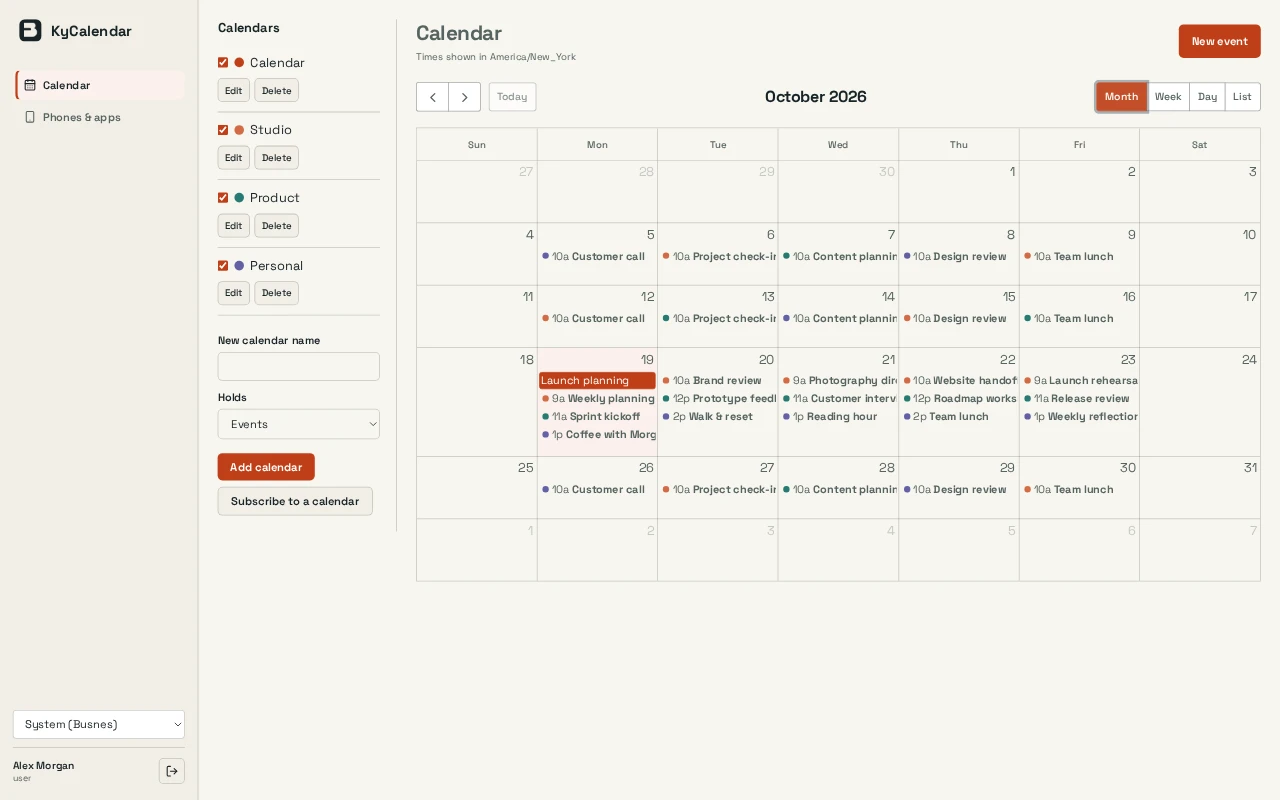 KyCalendar
Calendar
Phones & apps
System (Busnes)
Alex Morgan
user
Calendars
Calendar
Edit Delete
Studio
Edit Delete
Product
Edit Delete
Personal
Edit Delete
New calendar name
Holds
Events
Add calendar
Subscribe to a calendar
Calendar
Times shown in America/New_York
New event
Today
October 2026
Month Week Day List
Sun Mon Tue Wed Thu Fri Sat
27 28 29 30 1 2 3
4 5 6 7 8 9 10
10a Customer call 10a Project check-in 10a Content plannin 10a Design review 10a Team lunch
11 12 13 14 15 16 17
10a Customer call 10a Project check-in 10a Content plannin 10a Design review 10a Team lunch
18 19 20 21 22 23 24
Launch planning 10a Brand review 9a Photography dire 10a Website handoff 9a Launch rehearsa
9a Weekly planning 12p Prototype feedb 11a Customer interv 12p Roadmap works 11a Release review
11a Sprint kickoff 2p Walk & reset 1p Reading hour 2p Team lunch 1p Weekly reflection
1p Coffee with Morg
25 26 27 28 29 30 31
10a Customer call 10a Project check-in 10a Content plannin 10a Design review 10a Team lunch
1 2 3 4 5 6 7